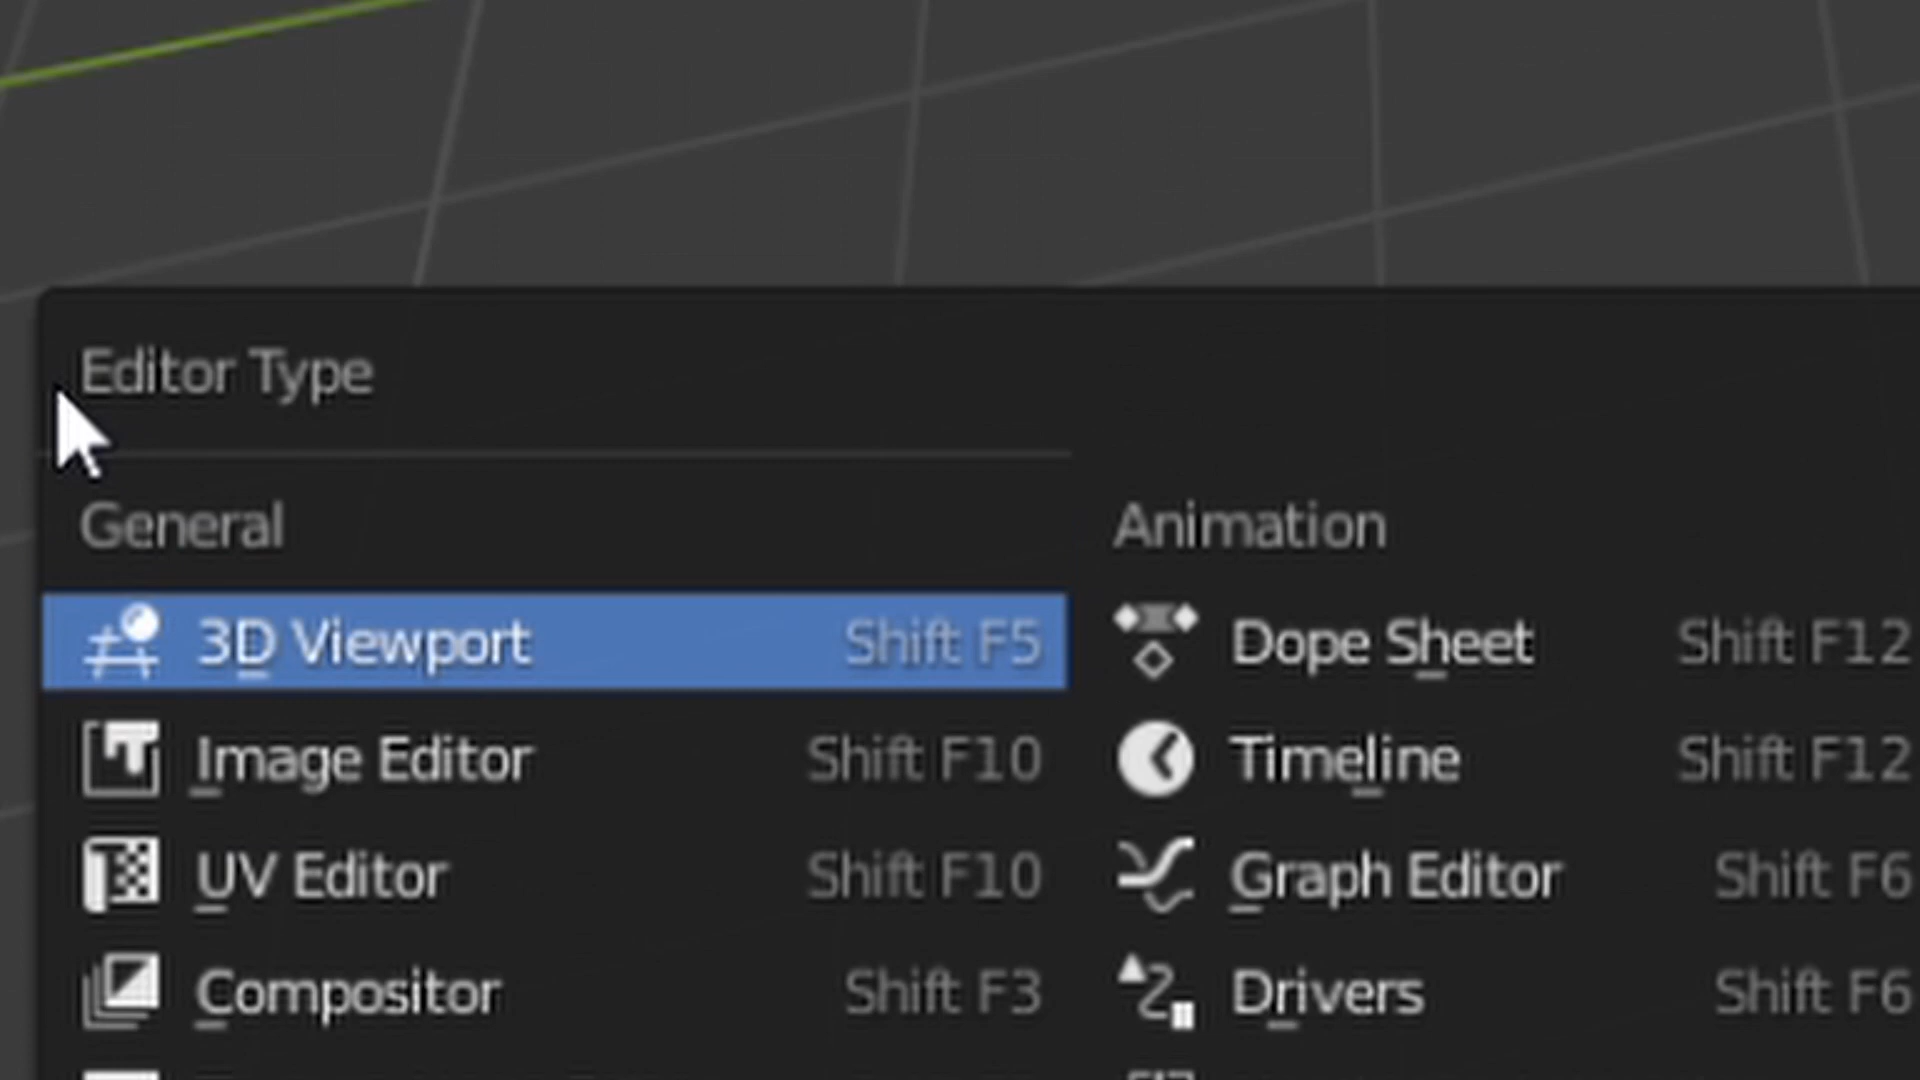 Editor Type
General
3D Viewport Shift F5
Image Editor Shift F10
UV Editor Shift F10
Compositor Shift F3
Animation
Dope Sheet Shift F12
Timeline Shift F12
Graph Editor Shift F6
Drivers Shift F6